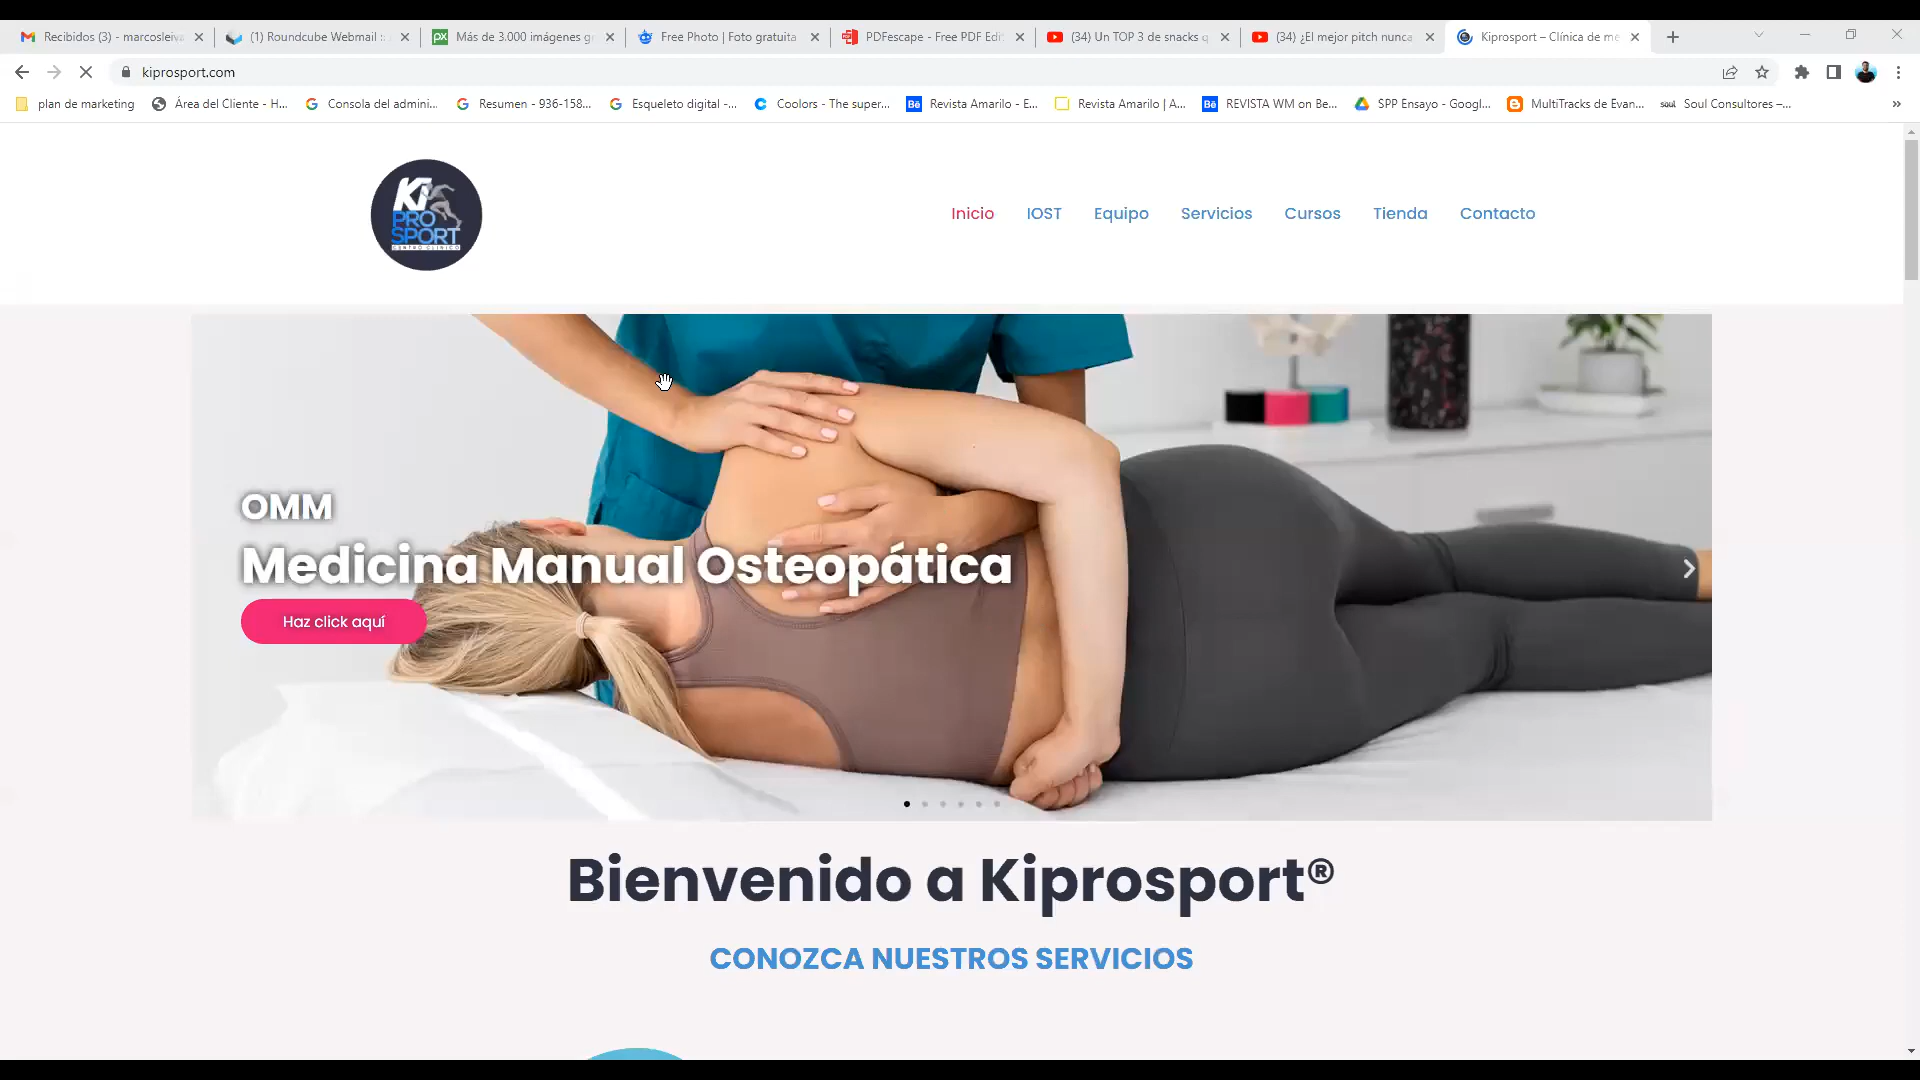 Recibidos (3) - marcosleiva
(1) Roundcube Webmail ::
Más de 3.000 imágenes gr
Free Photo | Foto gratuita
PDFescape - Free PDF Edi
(34) Un TOP 3 de snacks q
(34) ¿El mejor pitch nunca
Kiprosport – Clínica de me
kiprosport.com
plan de marketing
Área del Cliente - H...
Consola del admini...
Resumen - 936-158...
Esqueleto digital -...
Coolors - The super...
Revista Amarilo - E...
Revista Amarilo | A...
REVISTA WM on Be...
SPP Ensayo - Googl...
MultiTracks de Evan...
Soul Consultores –...
Ki
PRO
SPORT
CENTRO CLINICO
Inicio
IOST
Equipo
Servicios
Cursos
Tienda
Contacto
OMM
Medicina Manual Osteopática
Haz click aquí
Bienvenido a Kiprosport®
CONOZCA NUESTROS SERVICIOS